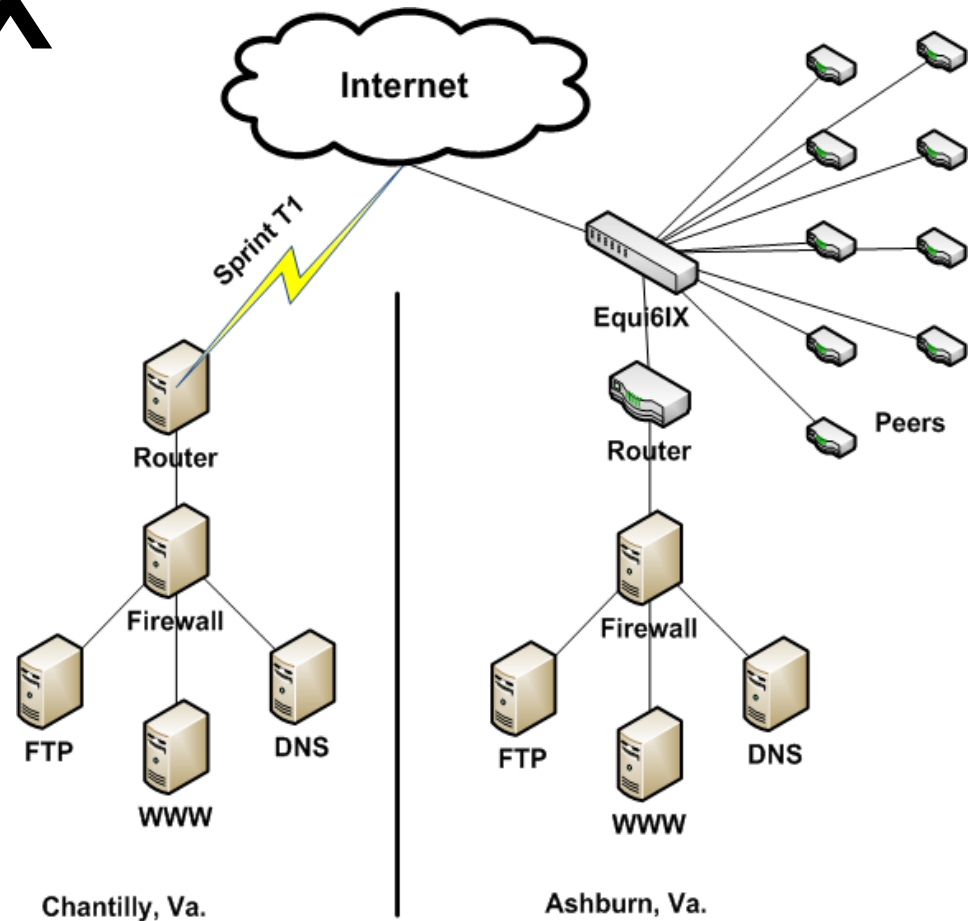 X
Internet
Sprint T1
Equi6IX
Peers
Router
Router
Firewall
Firewall
FTP
DNS
WWW
FTP
DNS
WWW
Chantilly, Va.
Ashburn, Va.